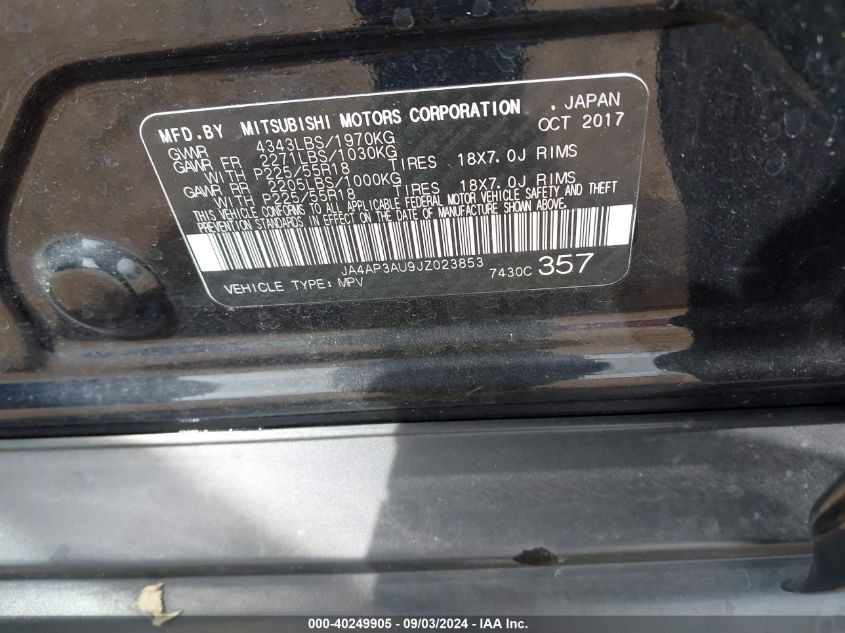 MFD.BY MITSUBISHI MOTORS CORPORATION , JAPAN
GVWR 4343LBS/1970KG OCT 2017
GAWR FR 2271LBS/1030KG
WITH P225/55R18 TIRES 18X7.0J RIMS
GAWR RR 2205LBS/1000KG
WITH P225/55R18 TIRES 18X7.0J RIMS
THIS VEHICLE CONFORMS TO ALL APPLICABLE FEDERAL MOTOR VEHICLE SAFETY AND THEFT
PREVENTION STANDARDS IN EFFECT ON THE DATE OF MANUFACTURE SHOWN ABOVE.
JA4AP3AU9JZ023853
VEHICLE TYPE: MPV 7430C 357
000-40249905 - 09/03/2024 - IAA Inc.